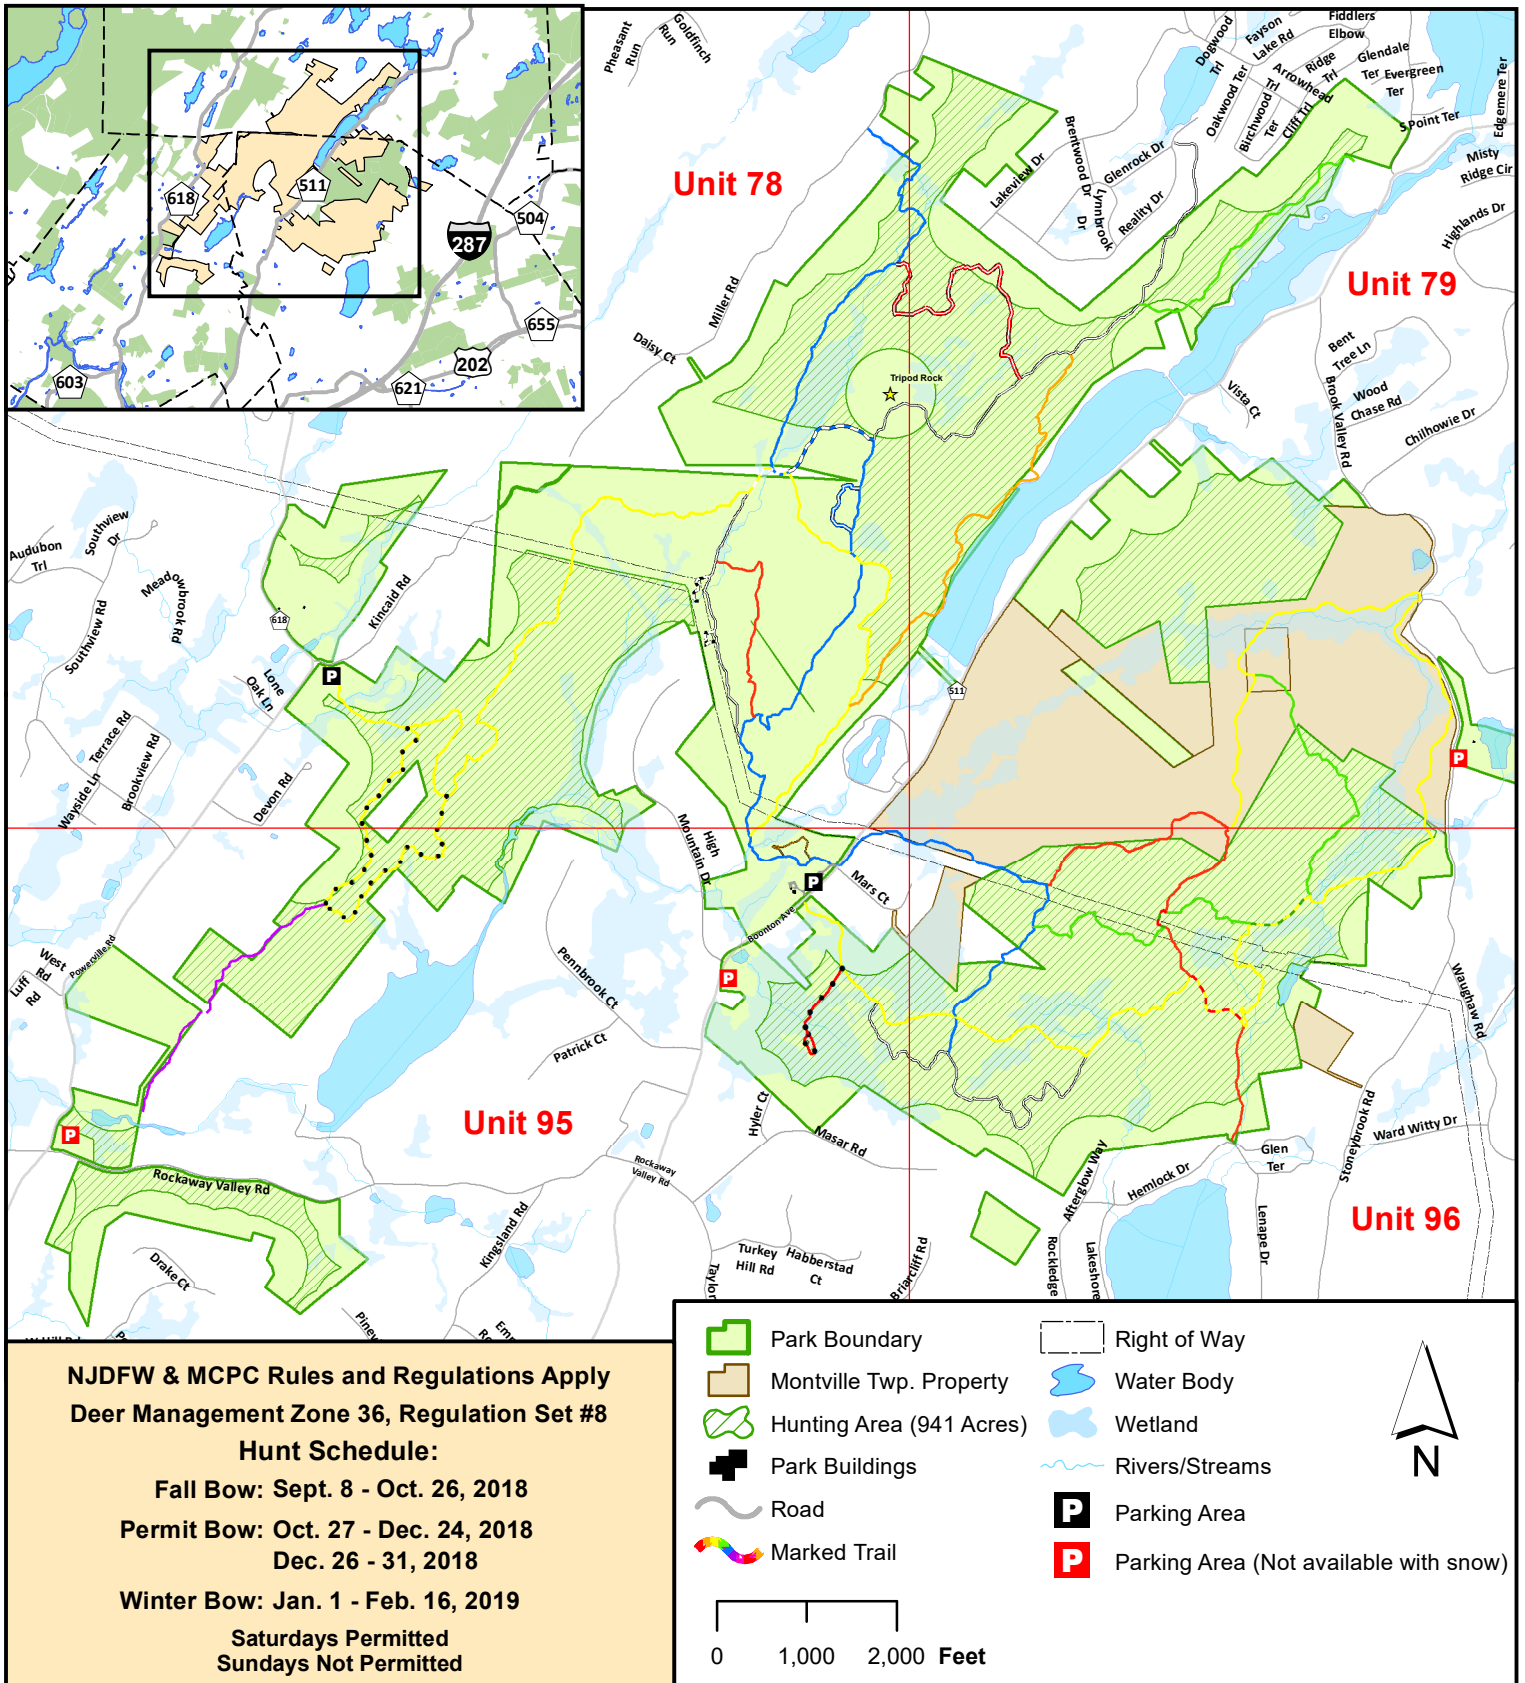 618
511
504
287
655
202
621
603
Pheasant
Run
Goldfinch
Run
Dogwood
Trl
Fayson
Lake Rd
Fiddlers
Elbow
Ridge
Trl
Glendale
Ter
Evergreen
Ter
Arrowhead
Trl
Oakwood Ter
Birchwood
Ter
Cliff Trl
S Point Ter
Edgemere Ter
Misty
Ridge Cir
Highlands Dr
Brentwood Dr
Lakeview Dr
Glenrock Dr
Lynnbrook
Dr
Reality Dr
Unit 78
Unit 79
Miller Rd
Daisy Ct
Tripod Rock
Bent
Tree Ln
Wood
Chase Rd
Brook Valley Rd
Chilhowie Dr
Vista Ct
Audubon
Trl
Southview
Dr
Meadowbrook Rd
Southview Rd
Kincaid Rd
618
Lone
Oak Ln
P
511
P
Terrace Rd
Wayside Ln
Brookview Rd
Devon Rd
High
Mountain Dr
Mars Ct
P
Boonton Ave
P
West
Rd
Luff
Rd
Powerville Rd
Pennbrook Ct
Patrick Ct
Waughaw Rd
Unit 95
Hyler Ct
Masar Rd
P
Rockaway Valley Rd
Rockaway
Valley Rd
Stoneybrook Rd
Ward Witty Dr
Glen
Ter
Hemlock Dr
Afterglow Way
Unit 96
Kingsland Rd
Drake Ct
Turkey
Hill Rd
Habberstad
Ct
Briarcliff Rd
Taylor
Rockledge
Lakeshore
Lenape Dr
NJDFW & MCPC Rules and Regulations Apply
Deer Management Zone 36, Regulation Set #8
Hunt Schedule:
Fall Bow: Sept. 8 - Oct. 26, 2018
Permit Bow: Oct. 27 - Dec. 24, 2018
Dec. 26 - 31, 2018
Winter Bow: Jan. 1 - Feb. 16, 2019
Saturdays Permitted
Sundays Not Permitted
Park Boundary
Montville Twp. Property
Hunting Area (941 Acres)
Park Buildings
Road
Marked Trail
Right of Way
Water Body
Wetland
Rivers/Streams
P Parking Area
P Parking Area (Not available with snow)
N
0 1,000 2,000 Feet